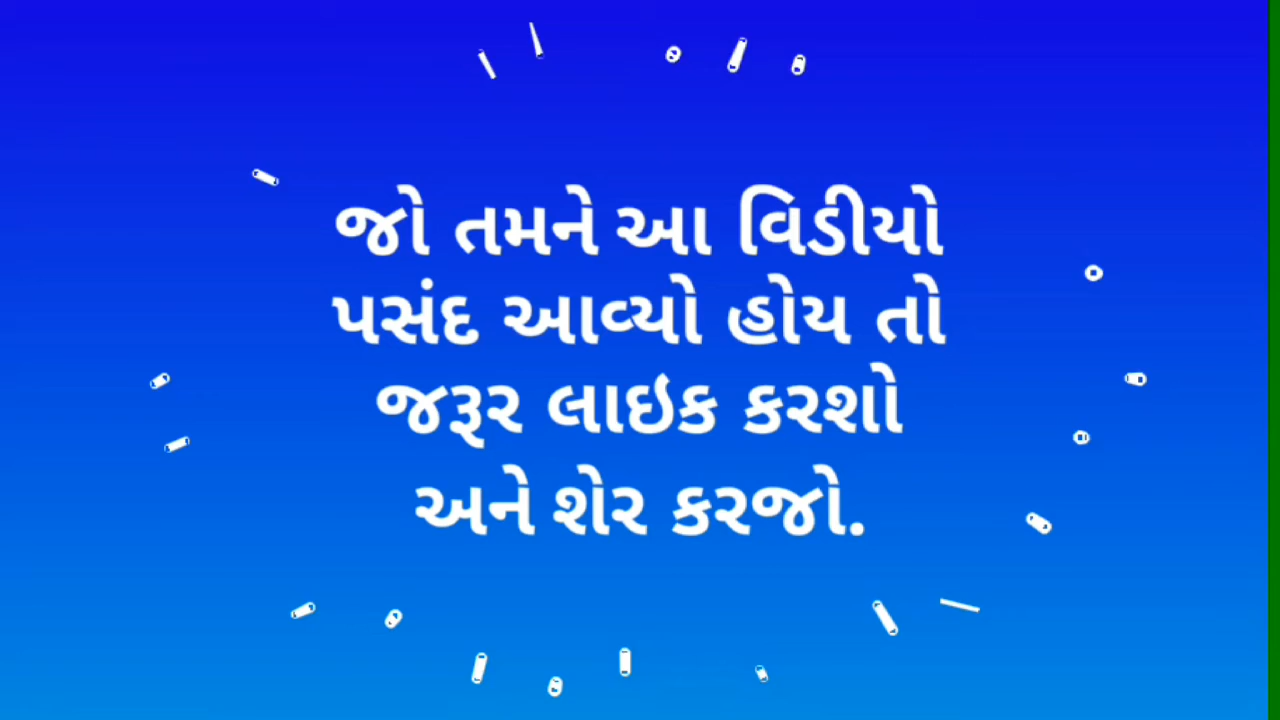 જો તમને આ વિડીયો
પસંદ આવ્યો હોય તો
જરૂર લાઇક કરશો
અને શેર કરજો.